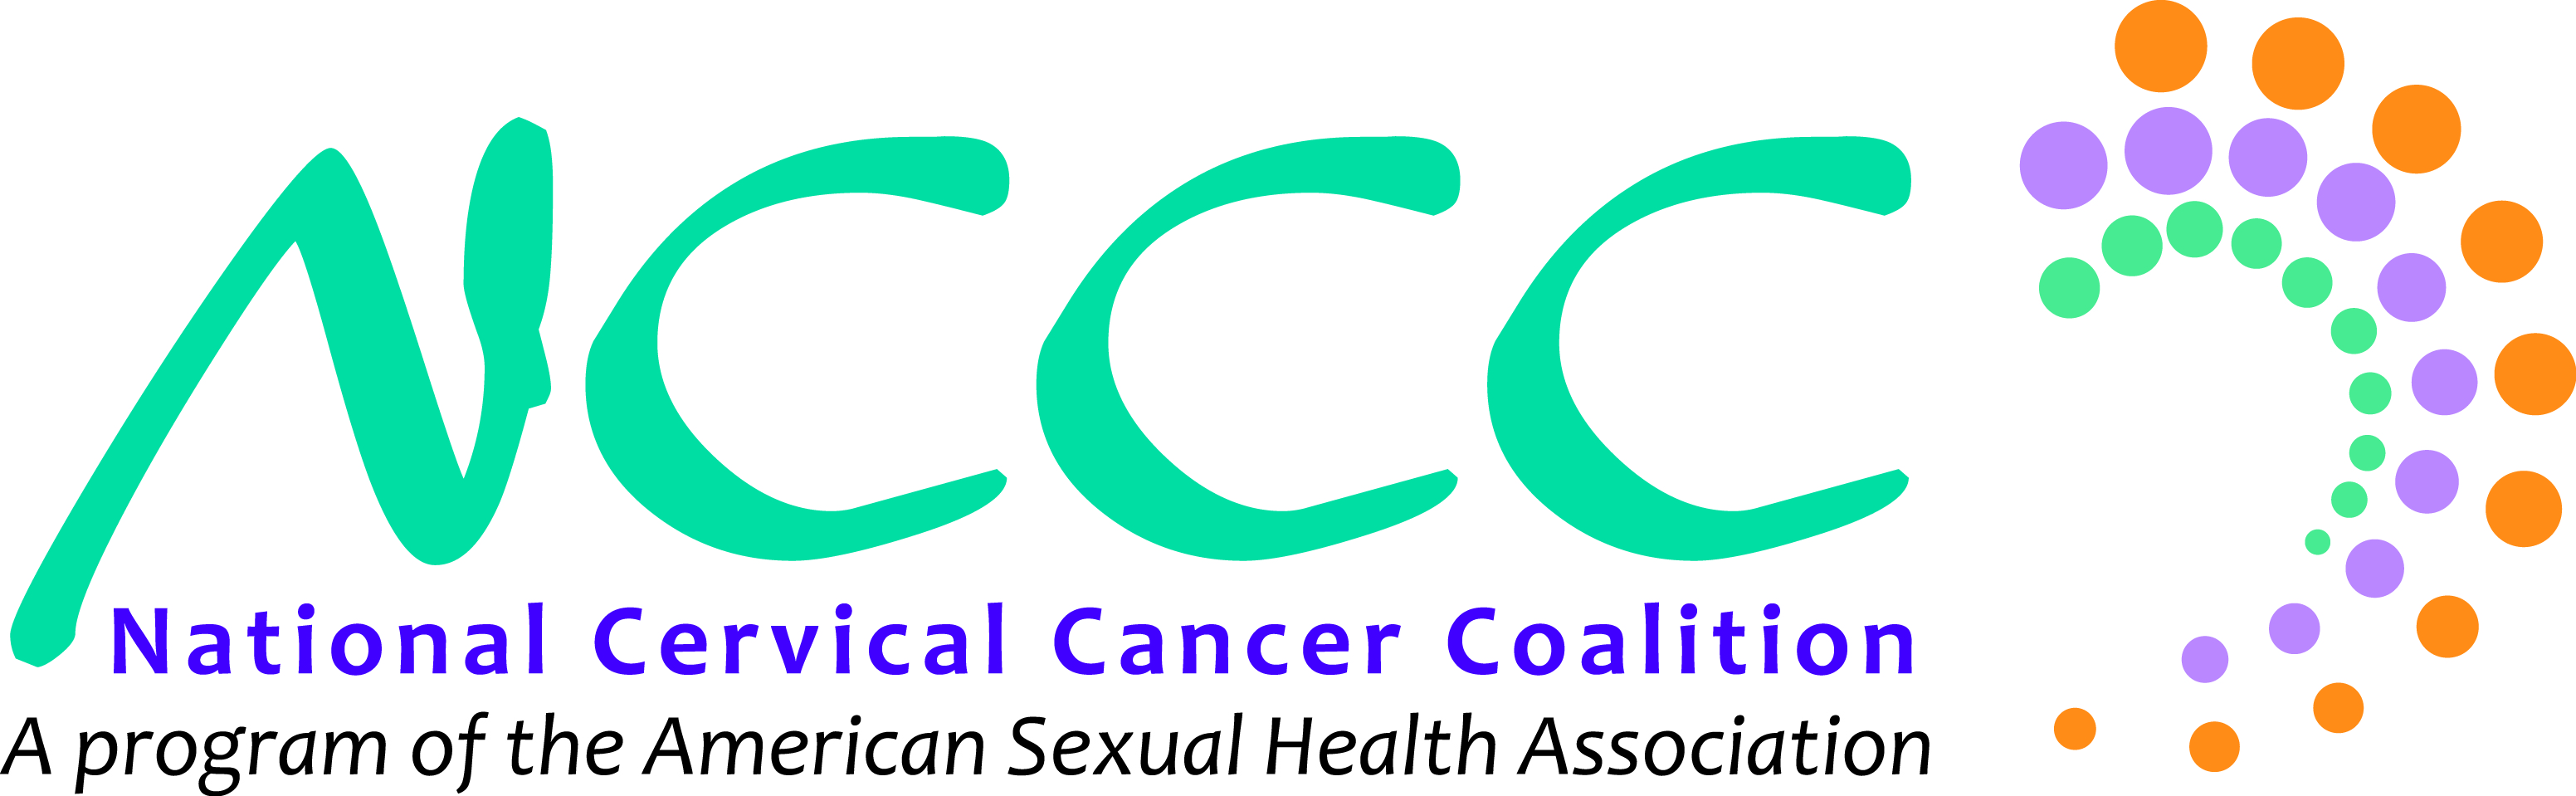 NCCC
National Cervical Cancer Coalition
A program of the American Sexual Health Association